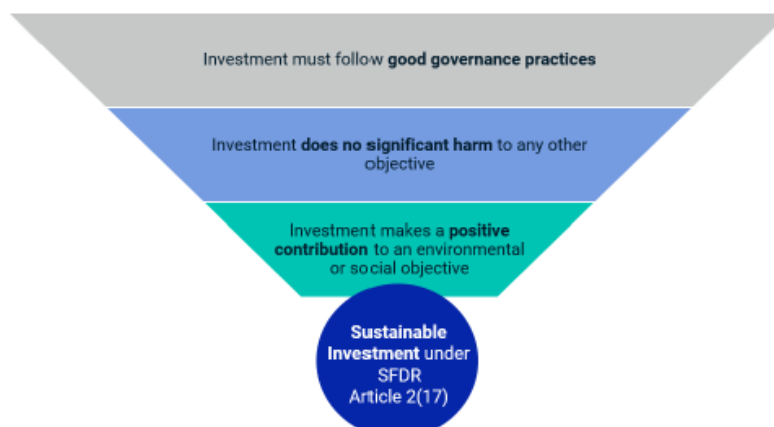 Investment must follow good governance practices
Investment does no significant harm to any other
objective
Investment makes a positive
contribution to an environmental
or social objective
Sustainable
Investment under
SFDR
Article 2(17)